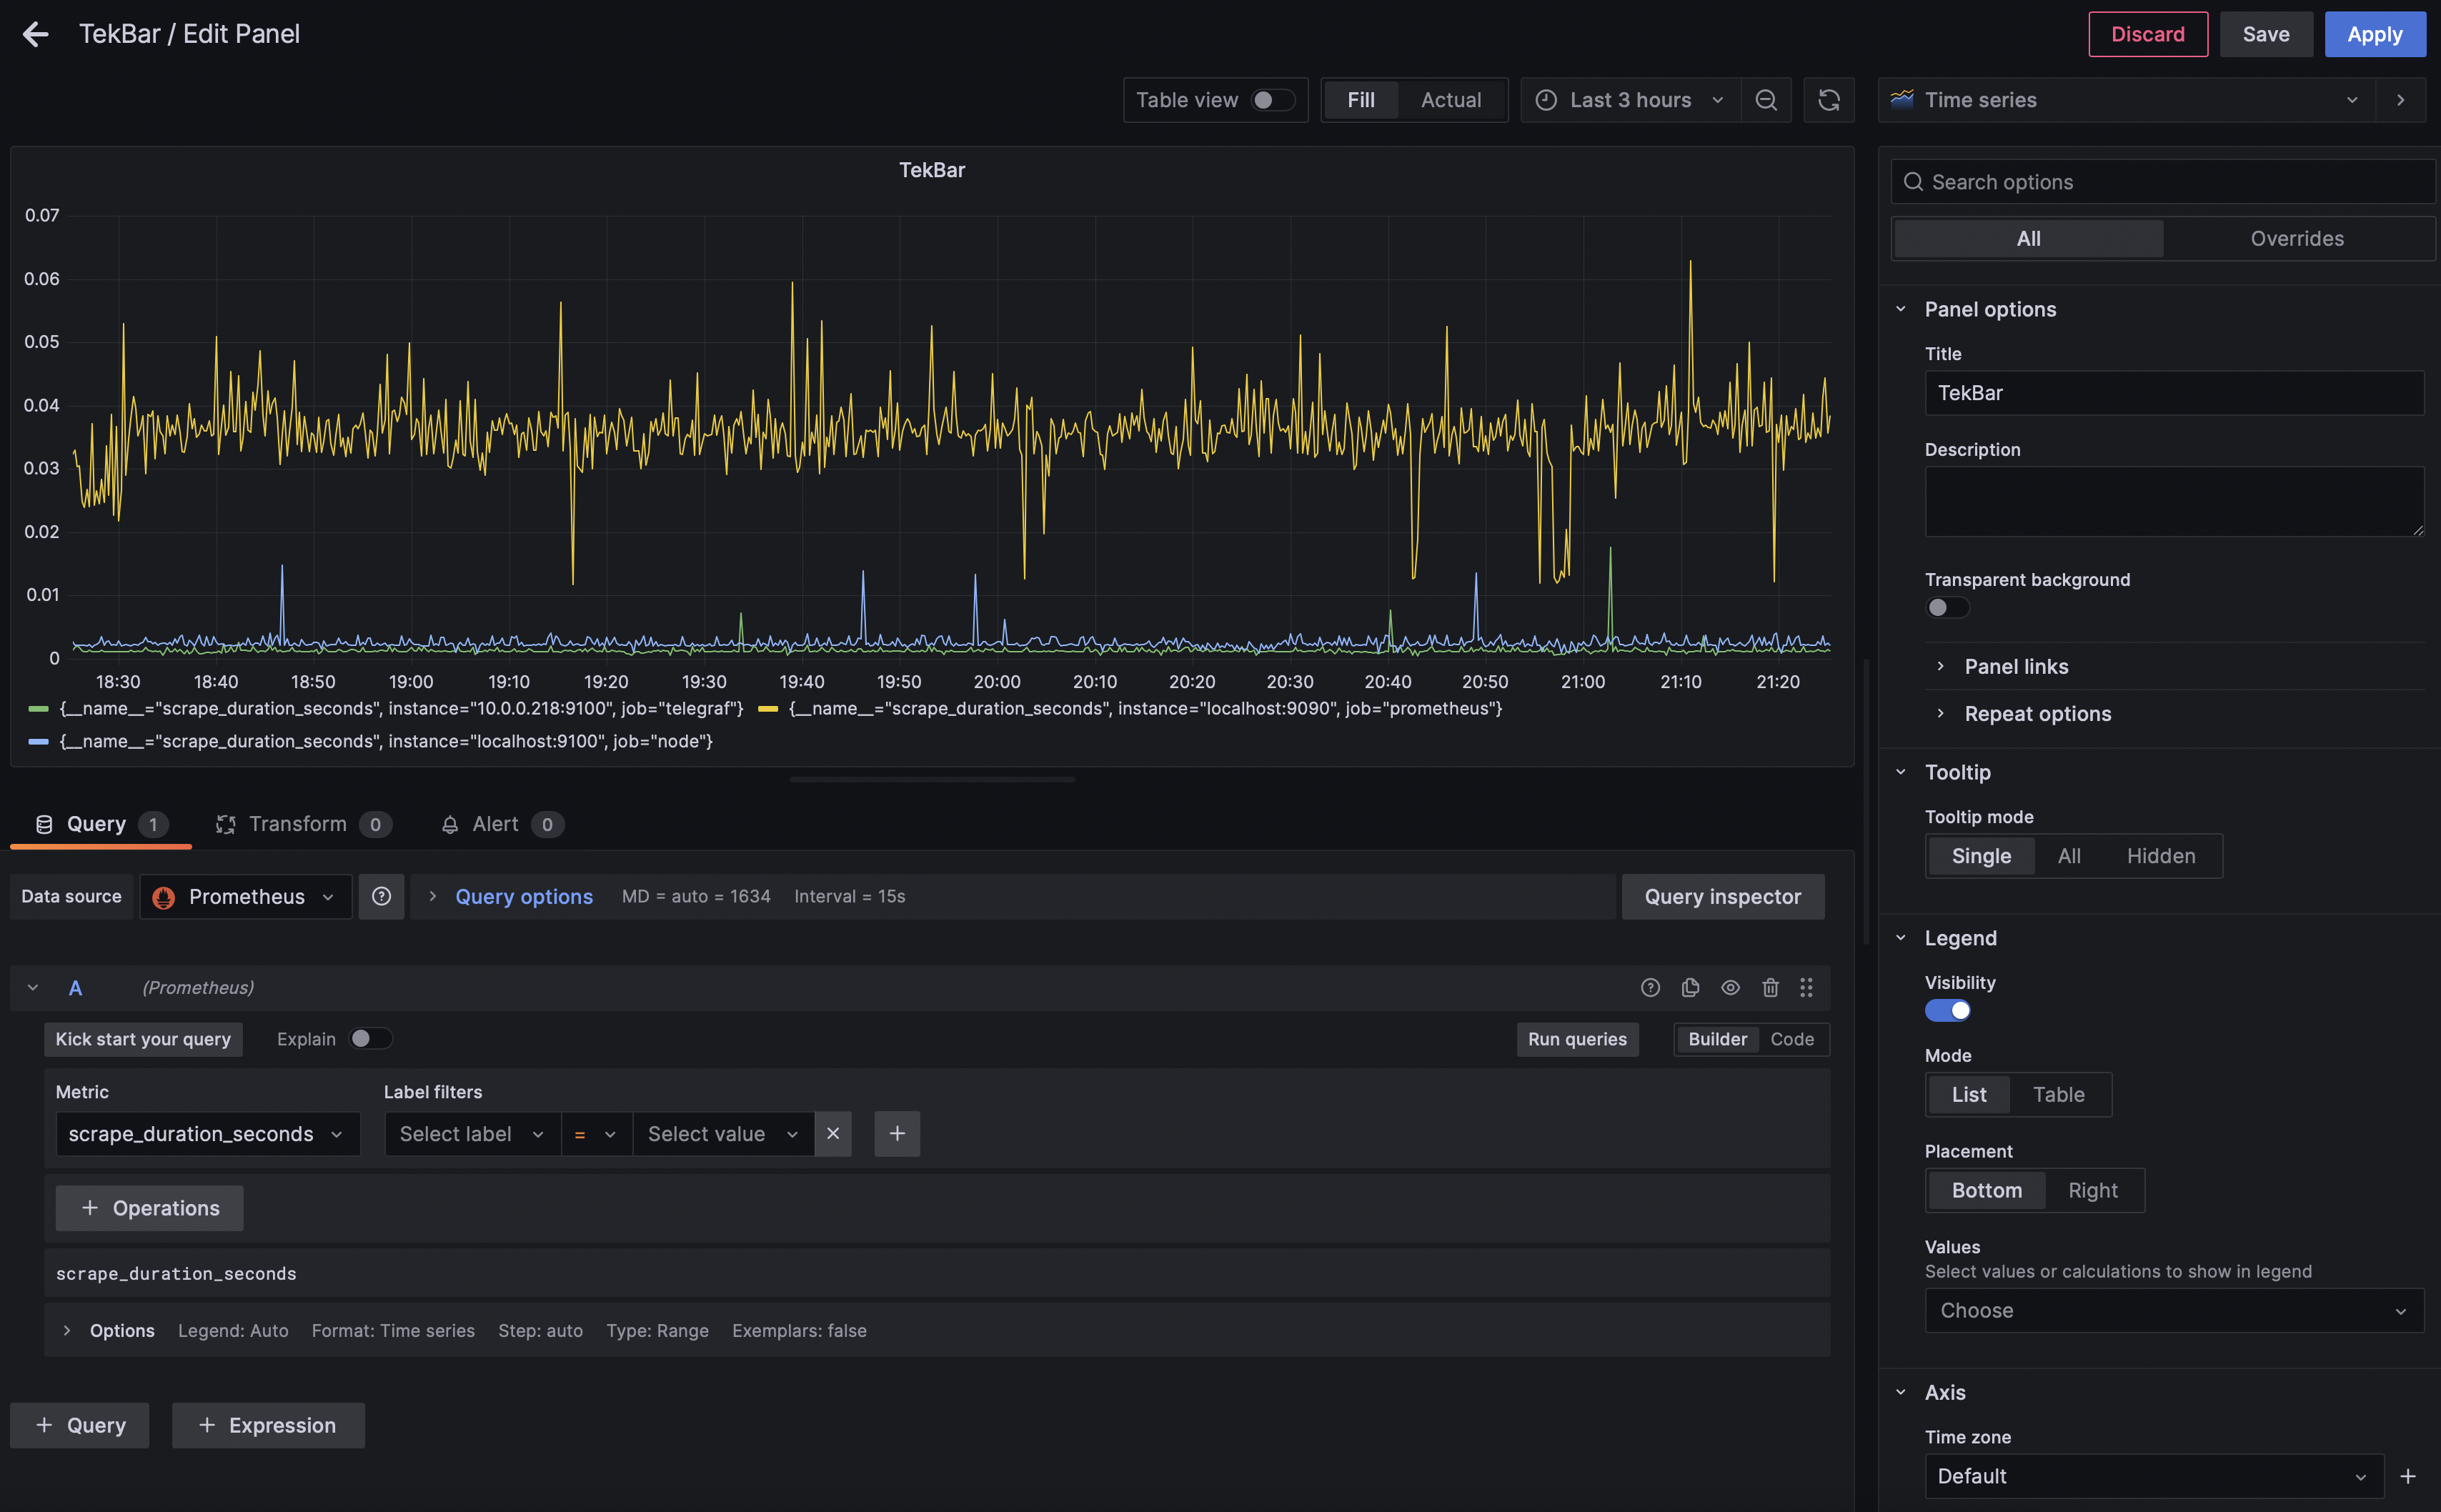 TekBar / Edit Panel
Discard
Save
Apply
Table view
Fill
Actual
Last 3 hours
Time series
TekBar
0.07
0.06
0.05
0.04
0.03
0.02
0.01
0
18:30 18:40 18:50 19:00 19:10 19:20 19:30 19:40 19:50 20:00 20:10 20:20 20:30 20:40 20:50 21:00 21:10 21:20
{__name__="scrape_duration_seconds", instance="10.0.0.218:9100", job="telegraf"} {__name__="scrape_duration_seconds", instance="localhost:9090", job="prometheus"}
{__name__="scrape_duration_seconds", instance="localhost:9100", job="node"}
Query 1
Transform 0
Alert 0
Data source
Prometheus
Query options
MD = auto = 1634
Interval = 15s
Query inspector
A
(Prometheus)
Kick start your query
Explain
Run queries
Builder
Code
Metric
Label filters
scrape_duration_seconds
Select label
=
Select value
+ Operations
scrape_duration_seconds
Options Legend: Auto Format: Time series Step: auto Type: Range Exemplars: false
+ Query
+ Expression
Search options
All
Overrides
Panel options
Title
TekBar
Description
Transparent background
Panel links
Repeat options
Tooltip
Tooltip mode
Single All Hidden
Legend
Visibility
Mode
List Table
Placement
Bottom Right
Values
Select values or calculations to show in legend
Choose
Axis
Time zone
Default